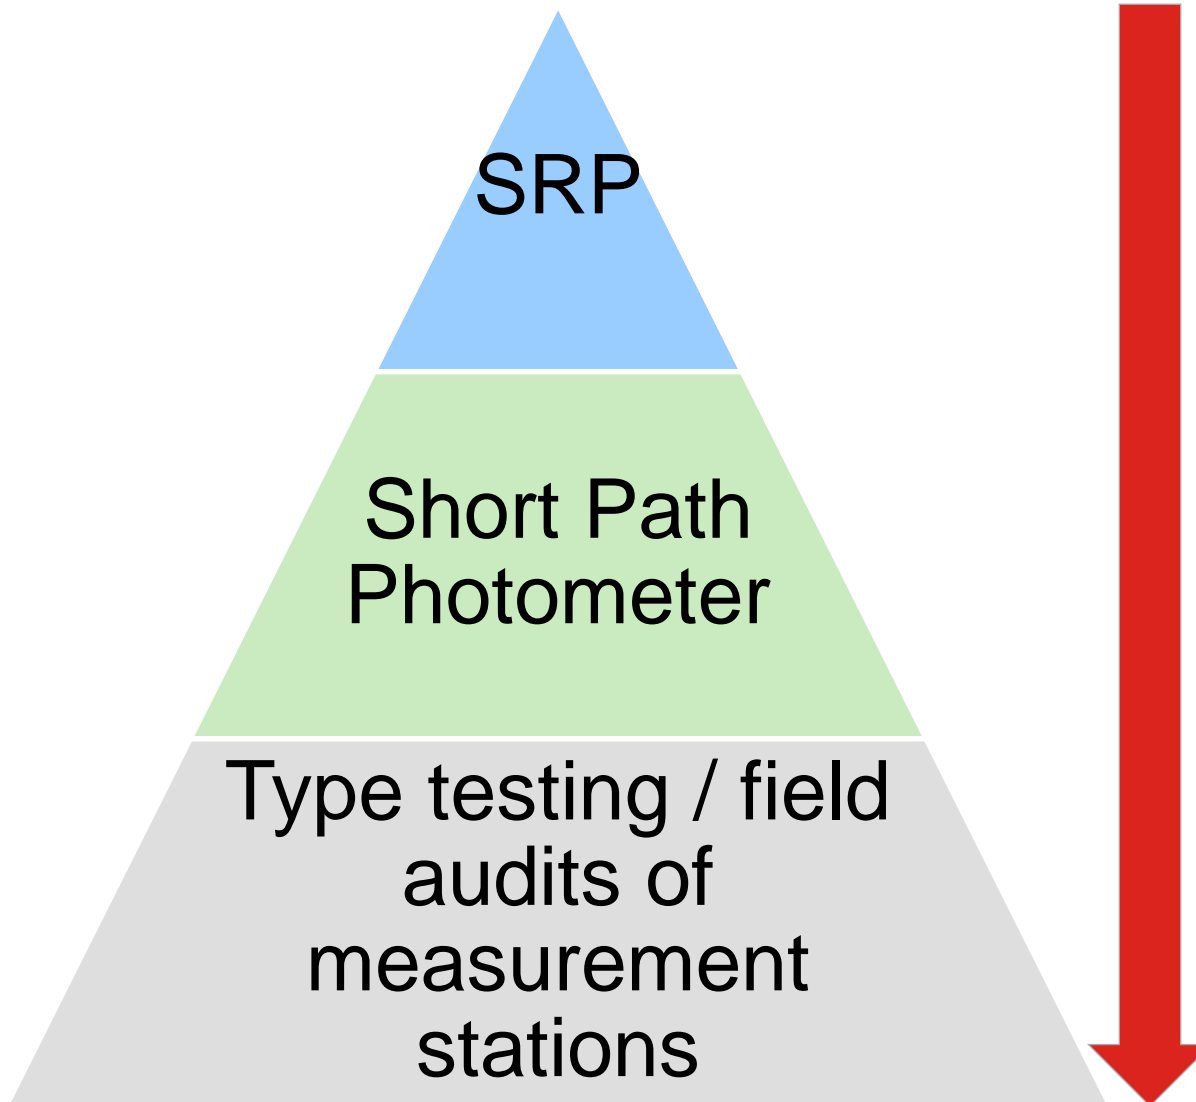 SRP
Short Path
Photometer
Type testing / field
audits of
measurement
stations